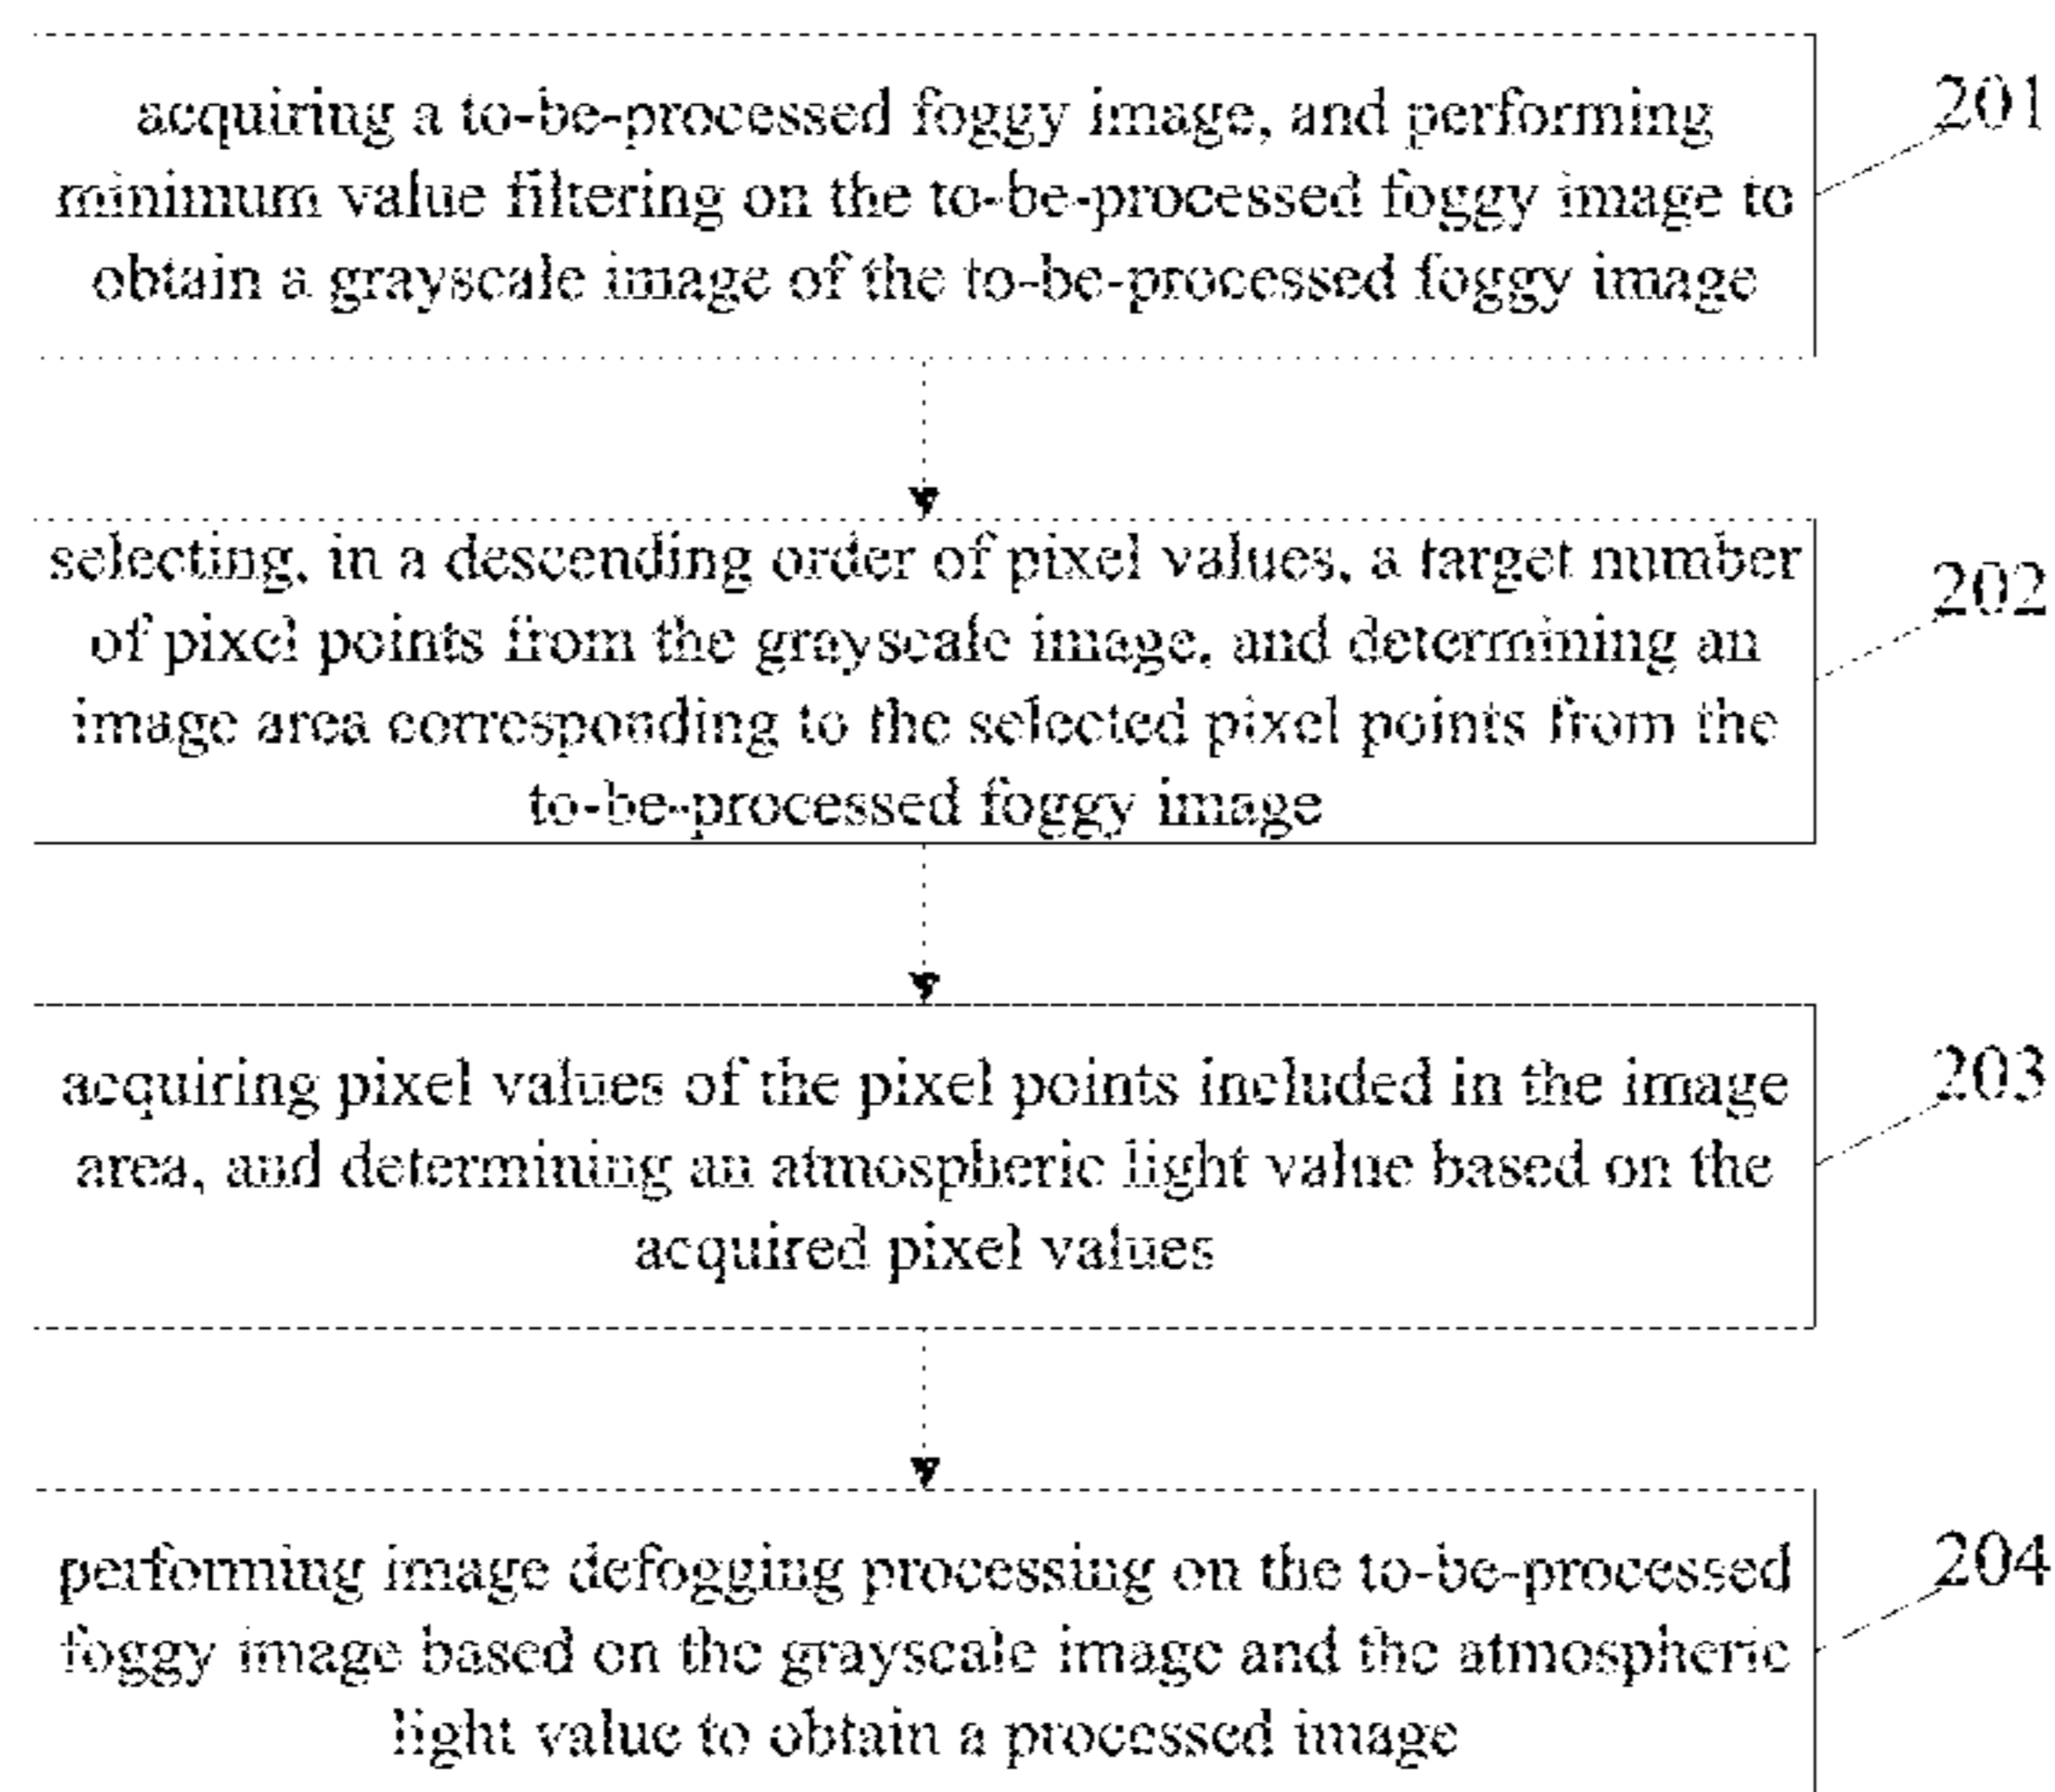 acquiring a to-be-processed foggy image, and performing
minimum value filtering on the to-be-processed foggy image to
obtain a grayscale image of the to-be-processed foggy image
201
selecting, in a descending order of pixel values, a target number
of pixel points from the grayscale image, and determining an
image area corresponding to the selected pixel points from the
to-be-processed foggy image
202
acquiring pixel values of the pixel points included in the image
area, and determining an atmospheric light value based on the
acquired pixel values
203
performing image defogging processing on the to-be-processed
foggy image based on the grayscale image and the atmospheric
light value to obtain a processed image
204